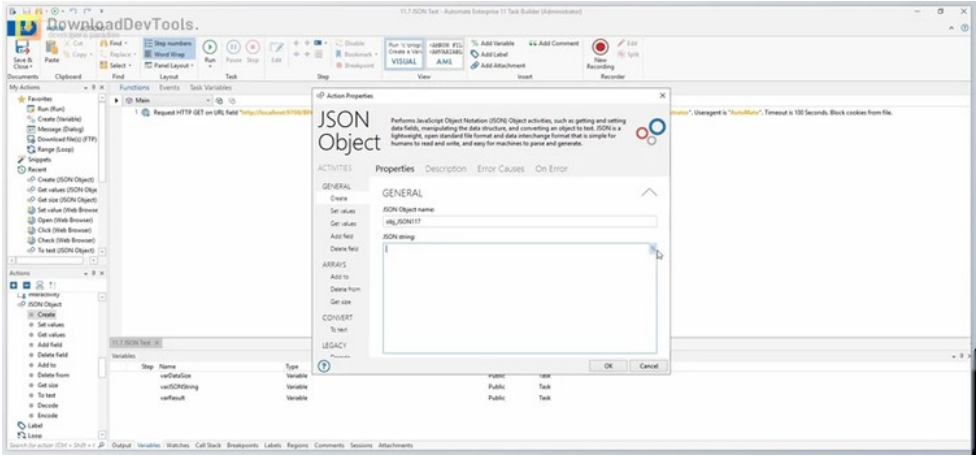 11.7 JSON Test - Automate Enterprise 11 Task Builder (Administrator)
DownloadDevTools.
developer's paradise
ACTIONS
Save & Close
Paste
Cut
Copy
Find
Replace
Select
Step numbers
Word Wrap
Panel Layout
Run
Pause
Stop
Edit
Disable
Bookmark
Breakpoint
VISUAL
AML
Add Variable
Add Label
Add Attachment
Add Comment
New Recording
Edit
Split
Documents
Clipboard
Find
Layout
Task
Step
View
Insert
Recorder
My Actions
Favorites
Run (Run)
Create (Variable)
Message (Dialog)
Download file(s) (FTP)
Range (Loop)
Snippets
Recent
Create (JSON Object)
Get values (JSON Obje
Get size (JSON Object)
Set value (Web Browse
Open (Web Browser)
Click (Web Browser)
Check (Web Browser)
To text (JSON Object)
Actions
Interactivity
JSON Object
Create
Set values
Get values
Add field
Delete field
Add to
Delete from
Get size
To text
Decode
Encode
Label
Loop
Functions Events Task Variables
Main
1 Request HTTP GET on URL field
", Useragent is "AutoMate", Timeout is 100 Seconds. Block cookies from file.
Action Properties
JSON Object
Performs JavaScript Object Notation (JSON) Object activities, such as getting and setting
data fields, manipulating the data structure, and converting an object to text. JSON is a
lightweight, open standard file format and data interchange format that is simple for
humans to read and write, and easy for machines to parse and generate.
ACTIVITIES
GENERAL
Create
Set values
Get values
Add field
Delete field
ARRAYS
Add to
Delete from
Get size
CONVERT
To text
LEGACY
Decode
Properties Description Error Causes On Error
GENERAL
JSON Object name:
obj_JSON117
JSON string:
OK Cancel
11.7 JSON Test
Variables
Step Name Type
varDataSize Variable Public Task
varJSONString Variable Public Task
varResult Variable Public Task
Output Variables Watches Call Stack Breakpoints Labels Regions Comments Sessions Attachments